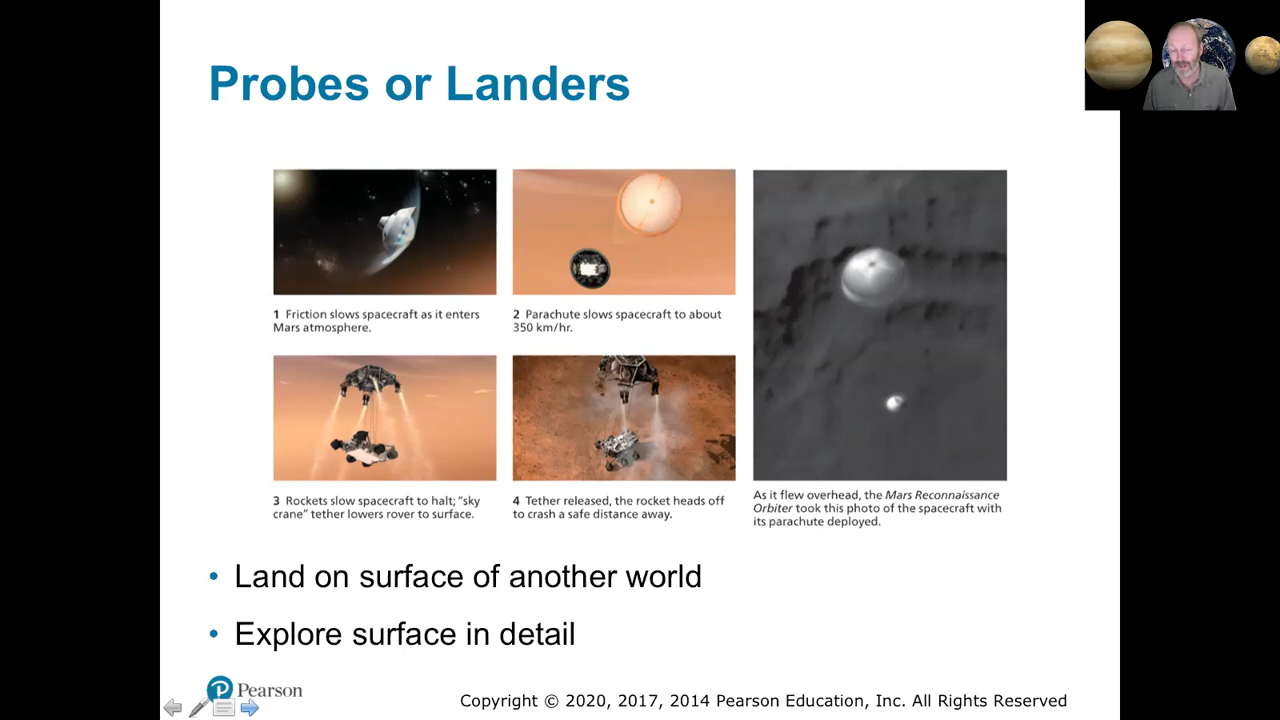 Probes or Landers
1 Friction slows spacecraft as it enters
Mars atmosphere.
2 Parachute slows spacecraft to about
350 km/hr.
3 Rockets slow spacecraft to halt; “sky
crane” tether lowers rover to surface.
4 Tether released, the rocket heads off
to crash a safe distance away.
As it flew overhead, the Mars Reconnaissance
Orbiter took this photo of the spacecraft with
its parachute deployed.
• Land on surface of another world
• Explore surface in detail
P Pearson
Copyright © 2020, 2017, 2014 Pearson Education, Inc. All Rights Reserved